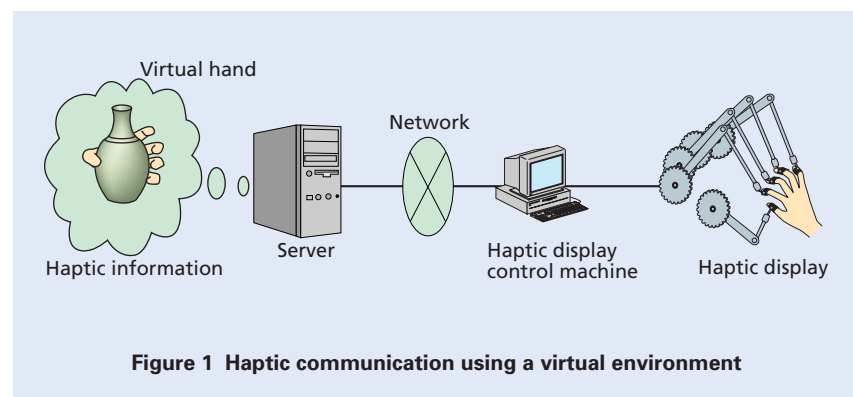 Virtual hand
Network
Server
Haptic information
Haptic display
control machine
Haptic display
Figure 1  Haptic communication using a virtual environment